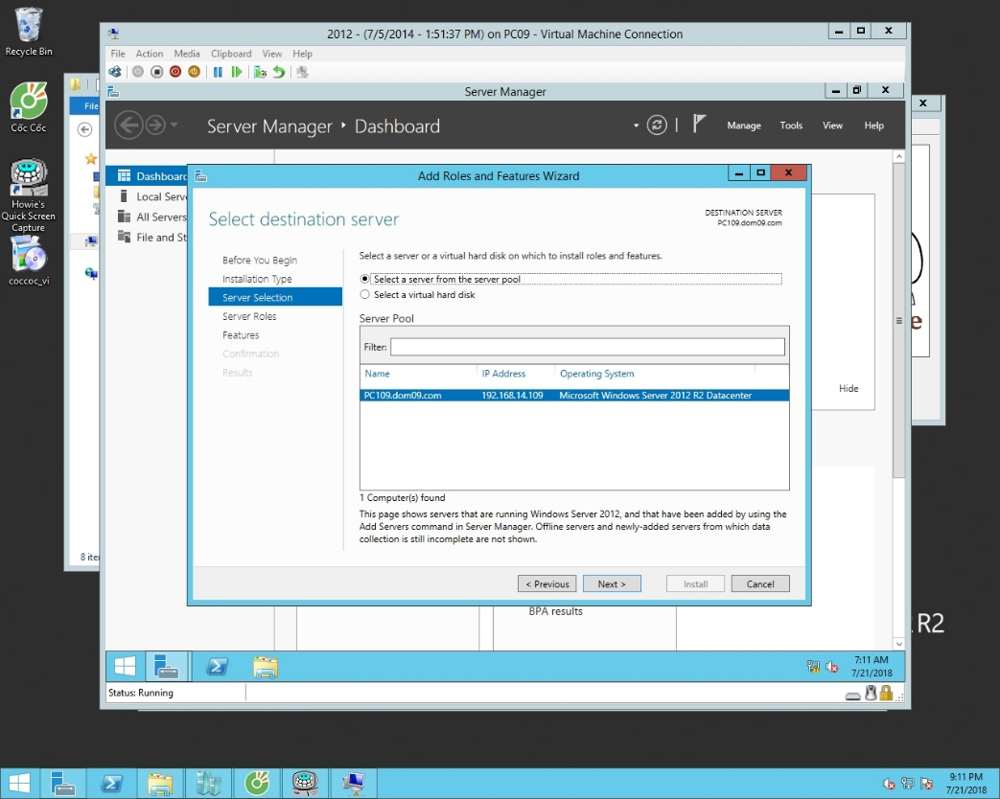 Recycle Bin
Cốc Cốc
Howie's
Quick Screen
Capture
coccoc_vi
File
8 ite
2012 - (7/5/2014 - 1:51:37 PM) on PC09 - Virtual Machine Connection
File Action Media Clipboard View Help
Server Manager
Server Manager Dashboard
Manage Tools View Help
Dashboard
Local Serve
All Servers
File and St
Hide
Add Roles and Features Wizard
Select destination server
DESTINATION SERVER
PC109.dom09.com
Before You Begin
Installation Type
Server Selection
Server Roles
Features
Confirmation
Results
Select a server or a virtual hard disk on which to install roles and features.
Select a server from the server pool
Select a virtual hard disk
Server Pool
Filter:
Name IP Address Operating System
PC109.dom09.com 192.168.14.109 Microsoft Windows Server 2012 R2 Datacenter
1 Computer(s) found
This page shows servers that are running Windows Server 2012, and that have been added by using the
Add Servers command in Server Manager. Offline servers and newly-added servers from which data
collection is still incomplete are not shown.
< Previous Next > Install Cancel
BPA results
R2
7:11 AM
7/21/2018
Status: Running
9:11 PM
7/21/2018